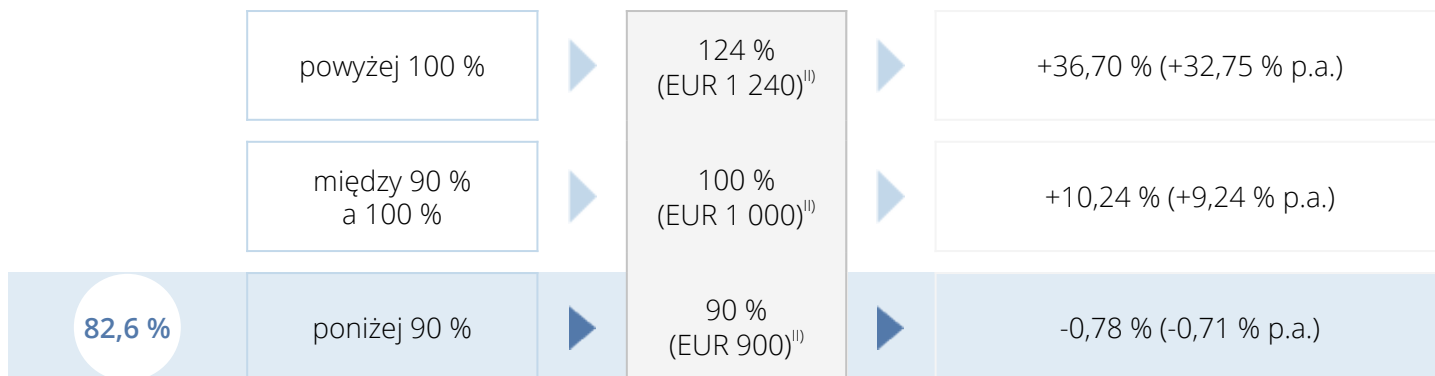 powyżej 100 %
124 %
(EUR 1 240)II)
+36,70 % (+32,75 % p.a.)
między 90 %
a 100 %
100 %
(EUR 1 000)II)
+10,24 % (+9,24 % p.a.)
82,6 %
poniżej 90 %
90 %
(EUR 900)II)
-0,78 % (-0,71 % p.a.)